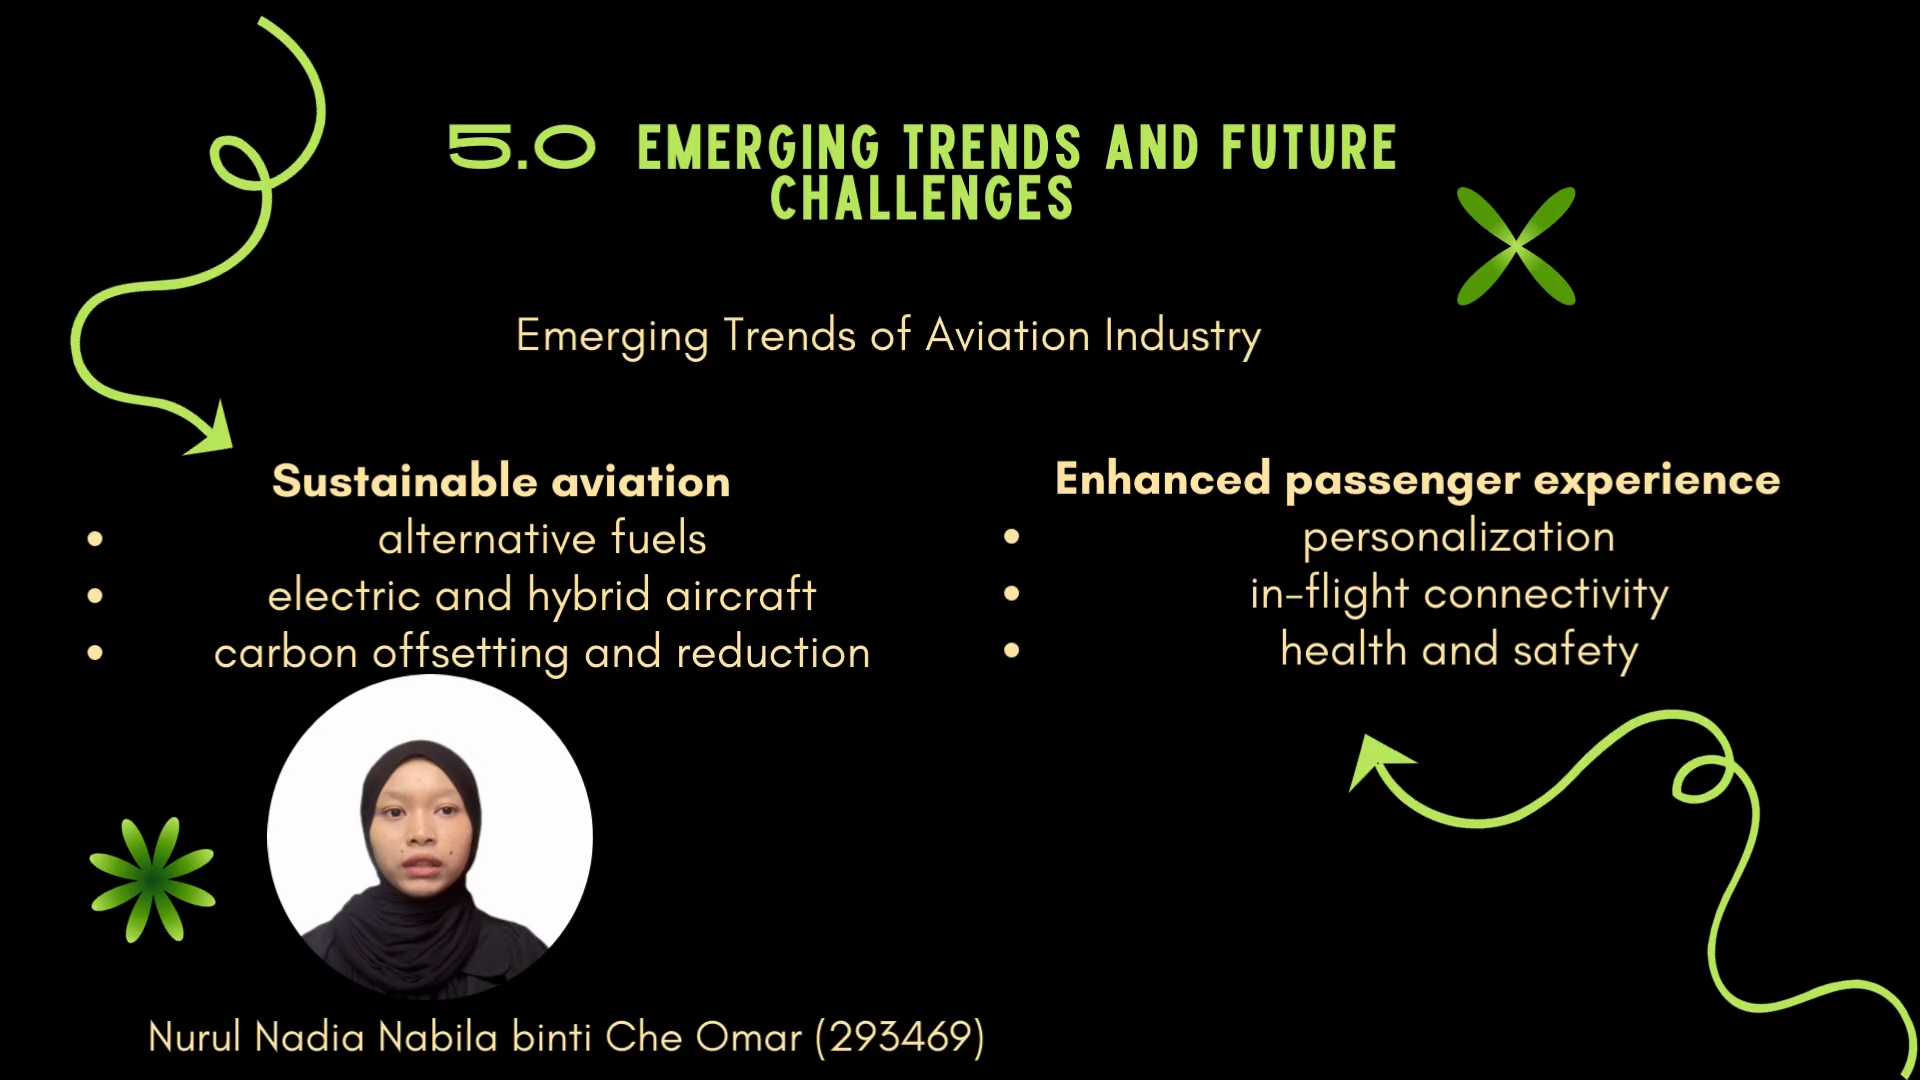 5.0 EMERGING TRENDS AND FUTURE
CHALLENGES
Emerging Trends of Aviation Industry
Sustainable aviation
• alternative fuels
• electric and hybrid aircraft
• carbon offsetting and reduction
Enhanced passenger experience
• personalization
• in-flight connectivity
• health and safety
Nurul Nadia Nabila binti Che Omar (293469)